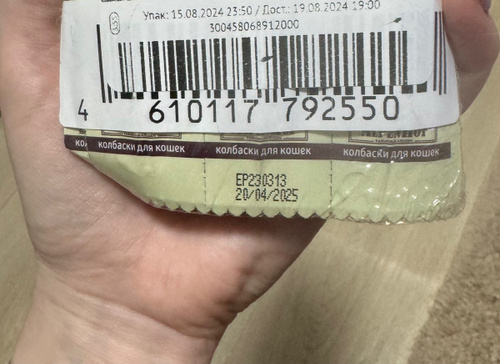 Упак: 15.08.2024 23:50 / Дост.: 19.08.2024 19:00
300458068912000
4 610117 792550
колбаски для кошек колбаски для кошек колбаски для кошек
EP230313
20/04/2025